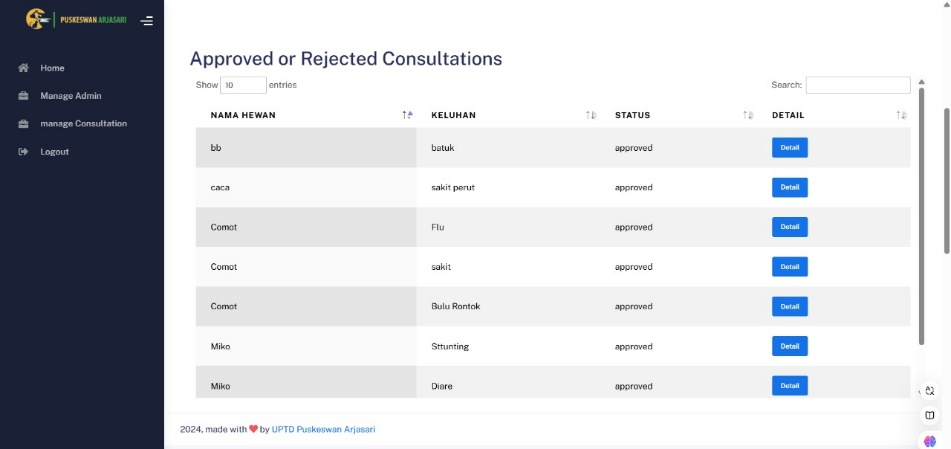 PUSKESWAN ARJASARI
Home
Manage Admin
manage Consultation
Logout
Approved or Rejected Consultations
Show 10 entries
Search:
NAMA HEWAN KELUHAN STATUS DETAIL
bb batuk approved Detail
caca sakit perut approved Detail
Comot Flu approved Detail
Comot sakit approved Detail
Comot Bulu Rontok approved Detail
Miko Sttunting approved Detail
Miko Diare approved Detail
2024, made with ❤ by UPTD Puskeswan Arjasari